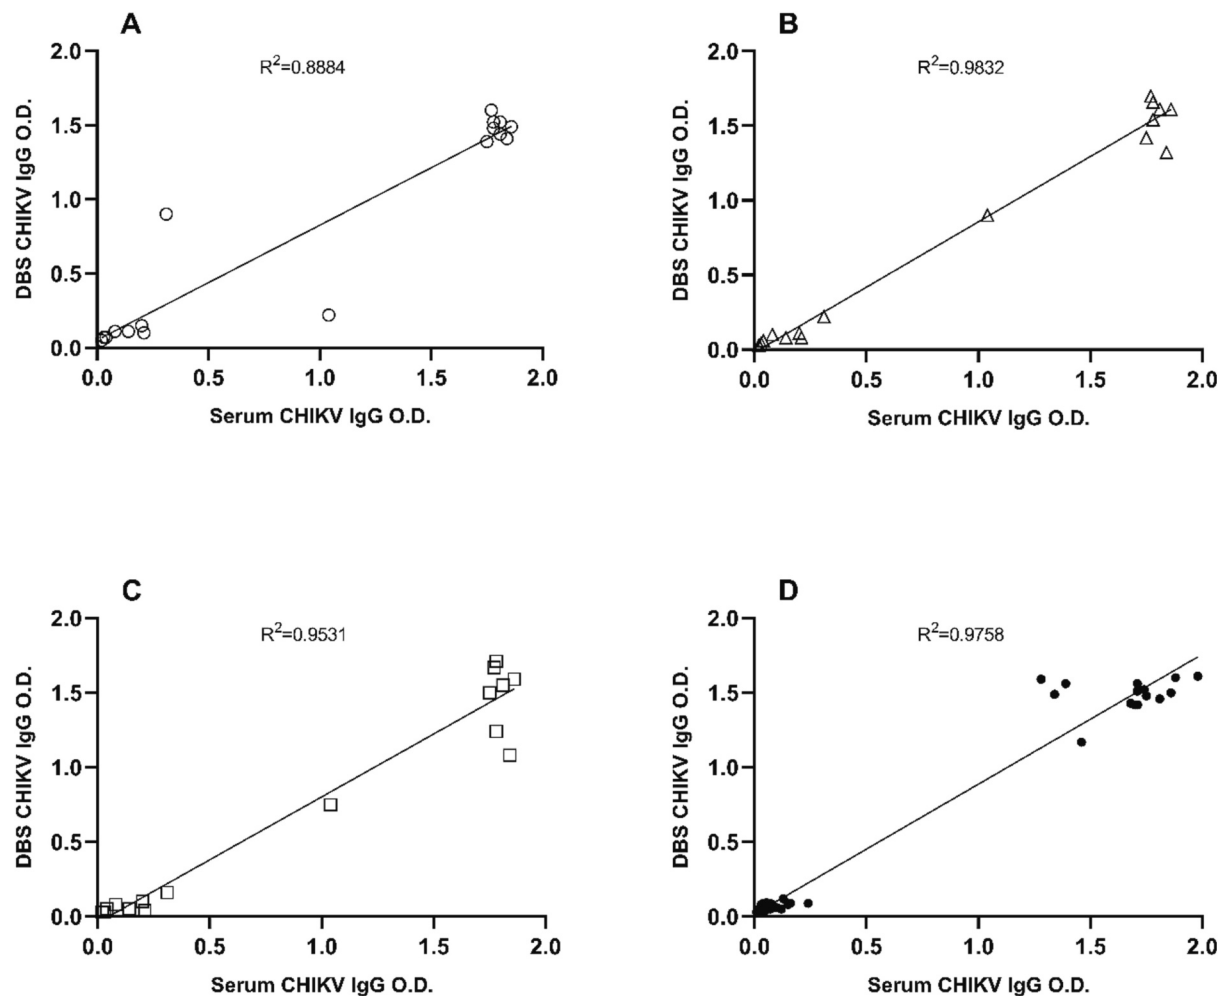 A
R²=0.8884
DBS CHIKV IgG O.D.
2.0
1.5
1.0
0.5
0.0
0.0 0.5 1.0 1.5 2.0
Serum CHIKV IgG O.D.
B
R²=0.9832
DBS CHIKV IgG O.D.
2.0
1.5
1.0
0.5
0.0
0.0 0.5 1.0 1.5 2.0
Serum CHIKV IgG O.D.
C
R²=0.9531
DBS CHIKV IgG O.D.
2.0
1.5
1.0
0.5
0.0
0.0 0.5 1.0 1.5 2.0
Serum CHIKV IgG O.D.
D
R²=0.9758
DBS CHIKV IgG O.D.
2.0
1.5
1.0
0.5
0.0
0.0 0.5 1.0 1.5 2.0
Serum CHIKV IgG O.D.